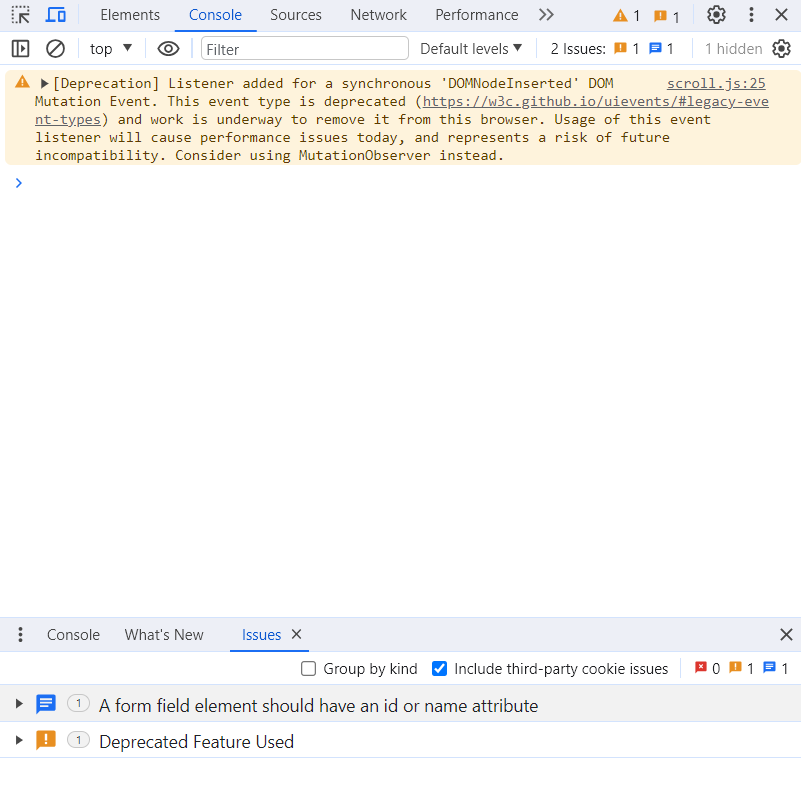 Elements Console Sources Network Performance 1 1
top Filter Default levels 2 Issues: 1 1 1 hidden
[Deprecation] Listener added for a synchronous 'DOMNodeInserted' DOM scroll.js:25
Mutation Event. This event type is deprecated (https://w3c.github.io/uievents/#legacy-eve
nt-types) and work is underway to remove it from this browser. Usage of this event
listener will cause performance issues today, and represents a risk of future
incompatibility. Consider using MutationObserver instead.
Console What's New Issues
Group by kind Include third-party cookie issues 0 1 1
1 A form field element should have an id or name attribute
1 Deprecated Feature Used